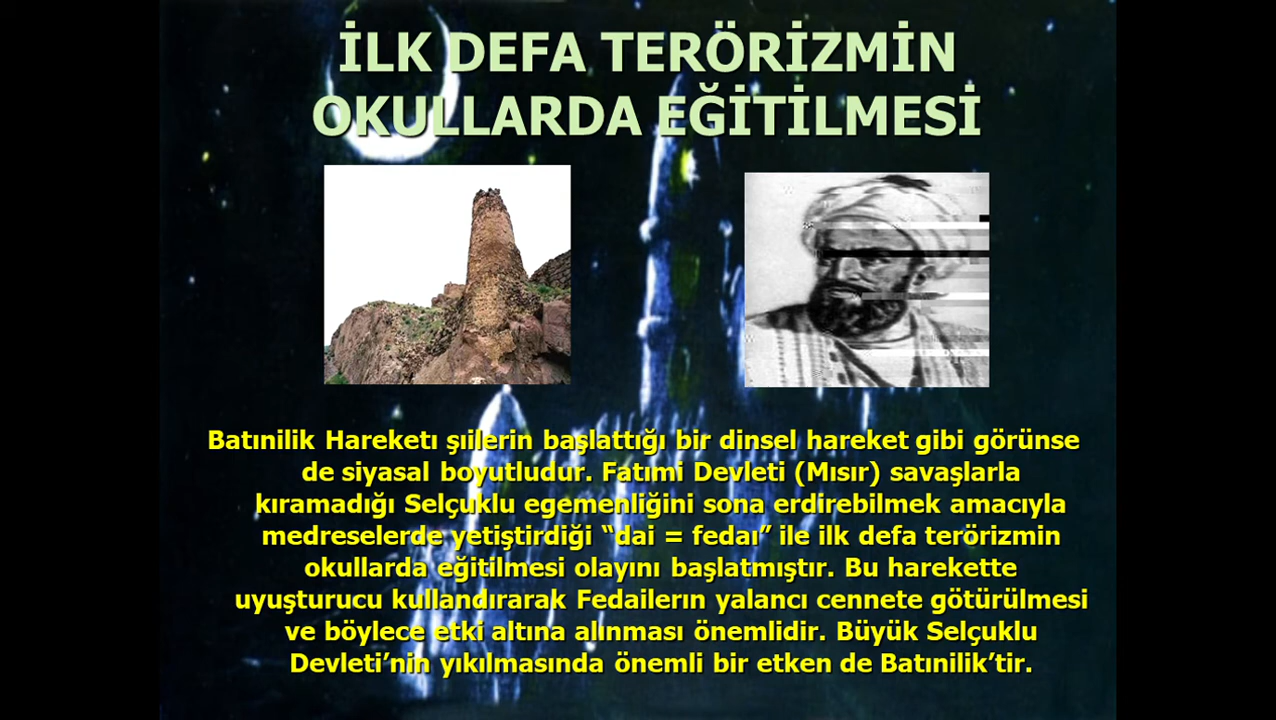 İLK DEFA TERÖRİZMİN
OKULLARDA EĞİTİLMESİ
Batınilik Hareketı şıilerin başlattığı bir dinsel hareket gibi görünse
de siyasal boyutludur. Fatımi Devleti (Mısır) savaşlarla
kıramadığı Selçuklu egemenliğini sona erdirebilmek amacıyla
medreselerde yetiştirdiği “dai = fedaı” ile ilk defa terörizmin
okullarda eğitilmesi olayını başlatmıştır. Bu harekette
uyuşturucu kullandırarak Fedailerın yalancı cennete götürülmesi
ve böylece etki altına alınması önemlidir. Büyük Selçuklu
Devleti’nin yıkılmasında önemli bir etken de Batınilik’tir.